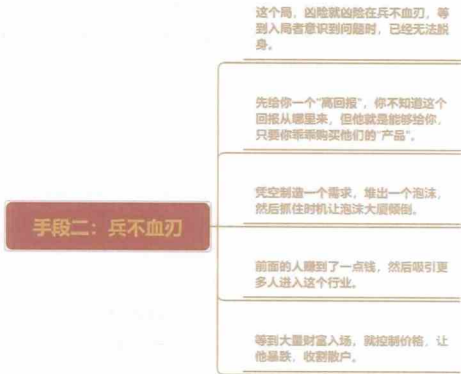 这个局，凶险就凶险在兵不血刃，等
到入局者意识到问题时，已经无法脱
身。
先给你一个“高回报”，你不知道这个
回报从哪里来，但他就是能够给你，
只要你乖乖购买他们的“产品”。
凭空制造一个需求，堆出一个泡沫，
然后抓住时机让泡沫大厦倾倒。
手段二：兵不血刃
前面的人赚到了一点钱，然后吸引更
多人进入这个行业。
等到大量财富入场，就控制价格，让
他暴跌，收割散户。